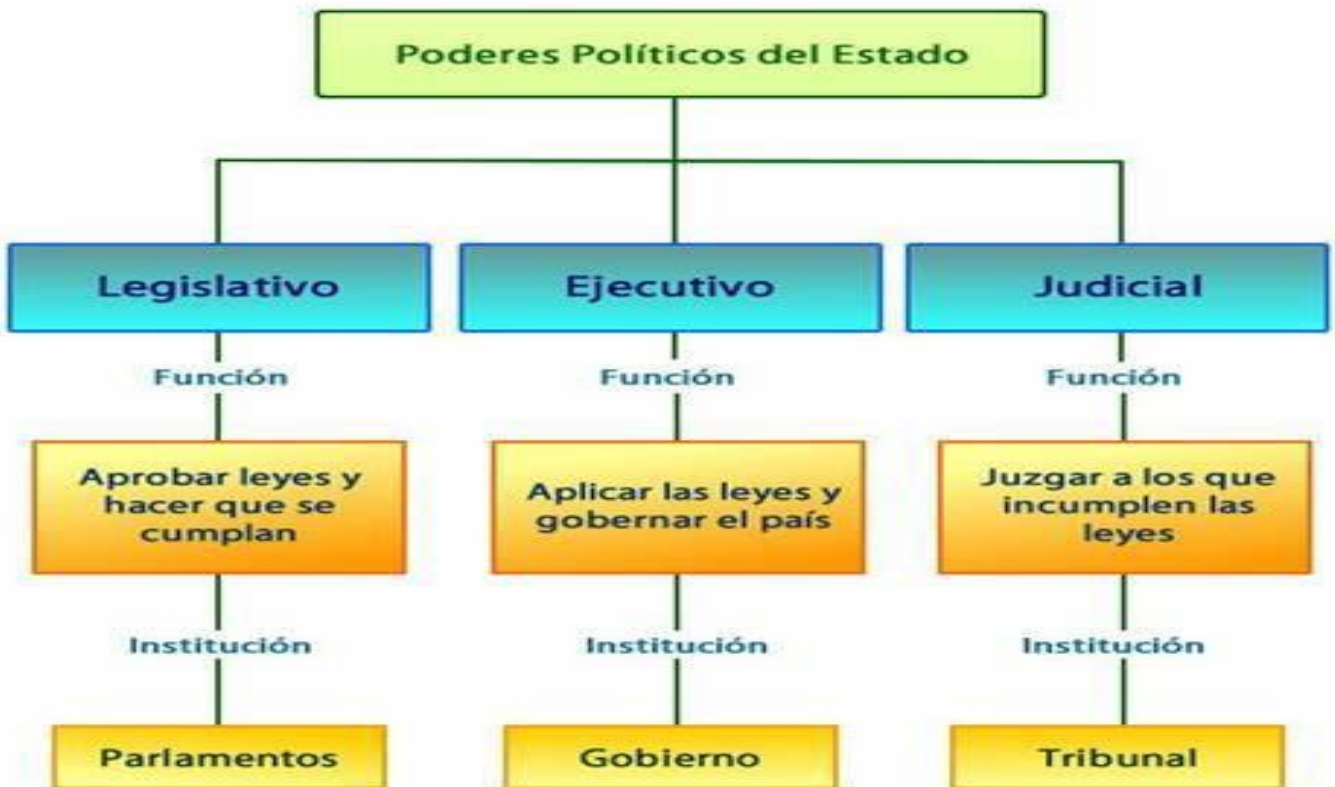 Poderes Políticos del Estado
Legislativo
Ejecutivo
Judicial
Función
Función
Función
Aprobar leyes y
hacer que se
cumplan
Aplicar las leyes y
gobernar el país
Juzgar a los que
incumplen las
leyes
Institución
Institución
Institución
Parlamentos
Gobierno
Tribunal